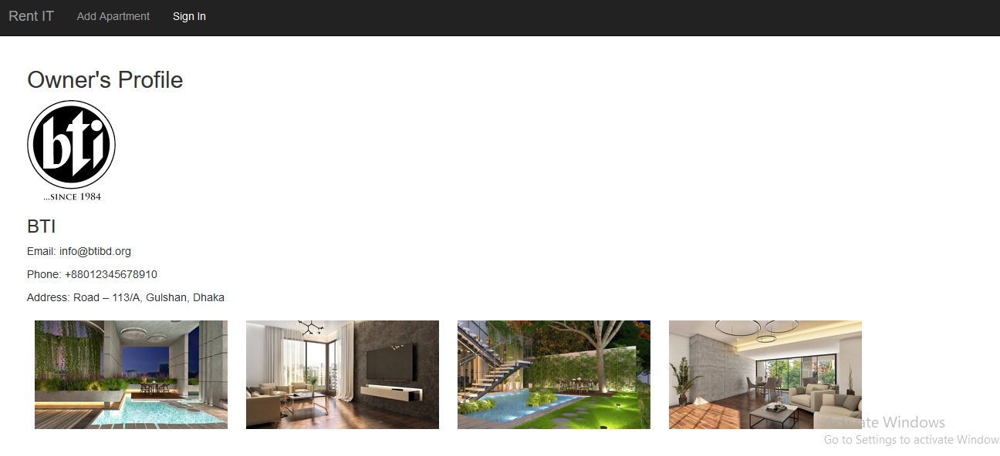 Rent IT Add Apartment Sign In
Owner's Profile
bti
...SINCE 1984
BTI
Email: info@btibd.org
Phone: +88012345678910
Address: Road – 113/A, Gulshan, Dhaka
Activate Windows
Go to Settings to activate Window